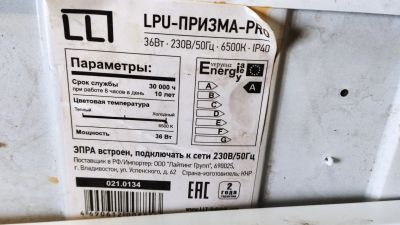 LLT
LPU-ПРИЗМА-PRO
36Вт · 230В/50Гц · 6500К · IP40
Параметры:
Срок службы 30 000 ч
при работе 8 часов в день 10 лет
Цветовая температура
Теплый Холодный
6500 К
Мощность 36 Вт
Energy
A
A
B
C
D
E
F
G
ЭПРА встроен, подключать к сети 230В/50Гц
Поставщик в РФ/Импортер: ООО "Лайтинг Групп", 690025,
г. Владивосток, ул. Успенского, д. 62 Страна-изготовитель: КНР
021.0134
EAC
2 года